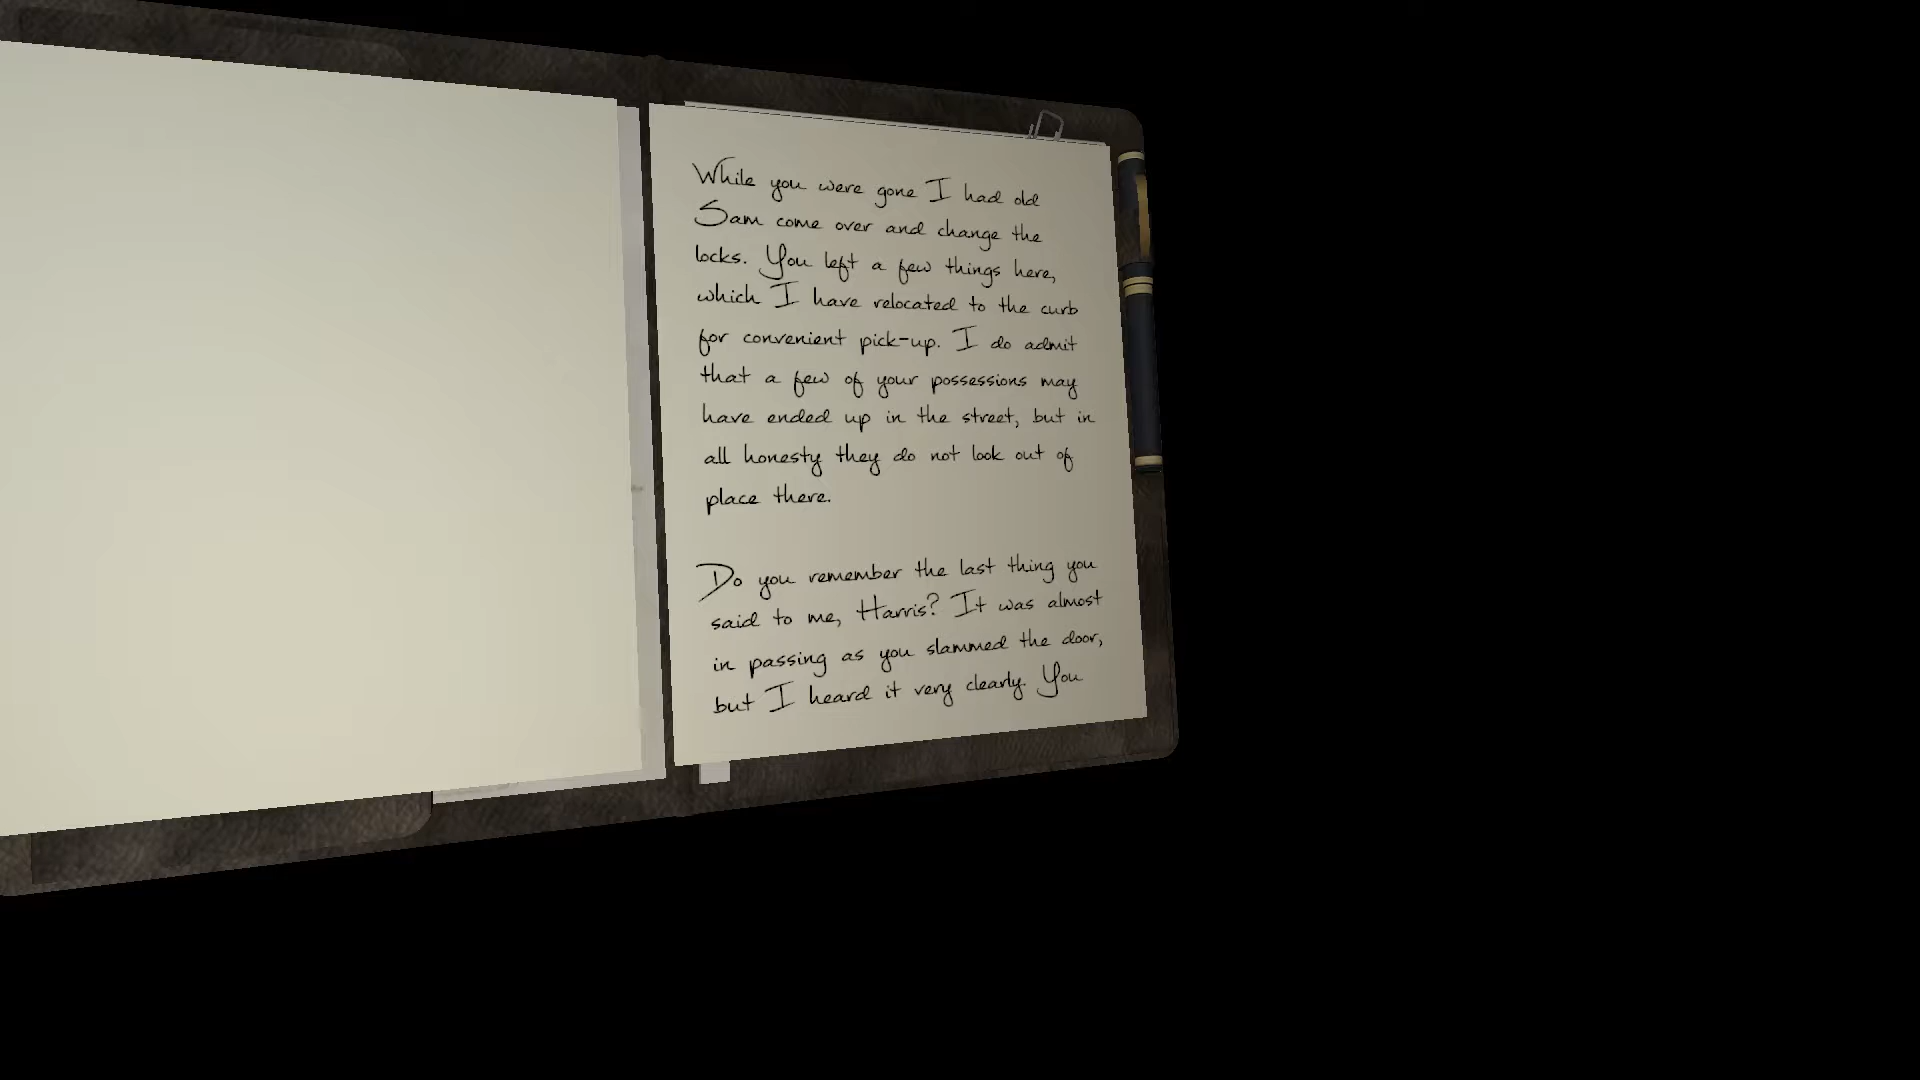 While you were gone I had old
Sam come over and change the
locks. You left a few things here,
which I have relocated to the curb
for convenient pick-up. I do admit
that a few of your possessions may
have ended up in the street, but in
all honesty they do not look out of
place there.
Do you remember the last thing you
said to me, Harris? It was almost
in passing as you slammed the door,
but I heard it very clearly. You